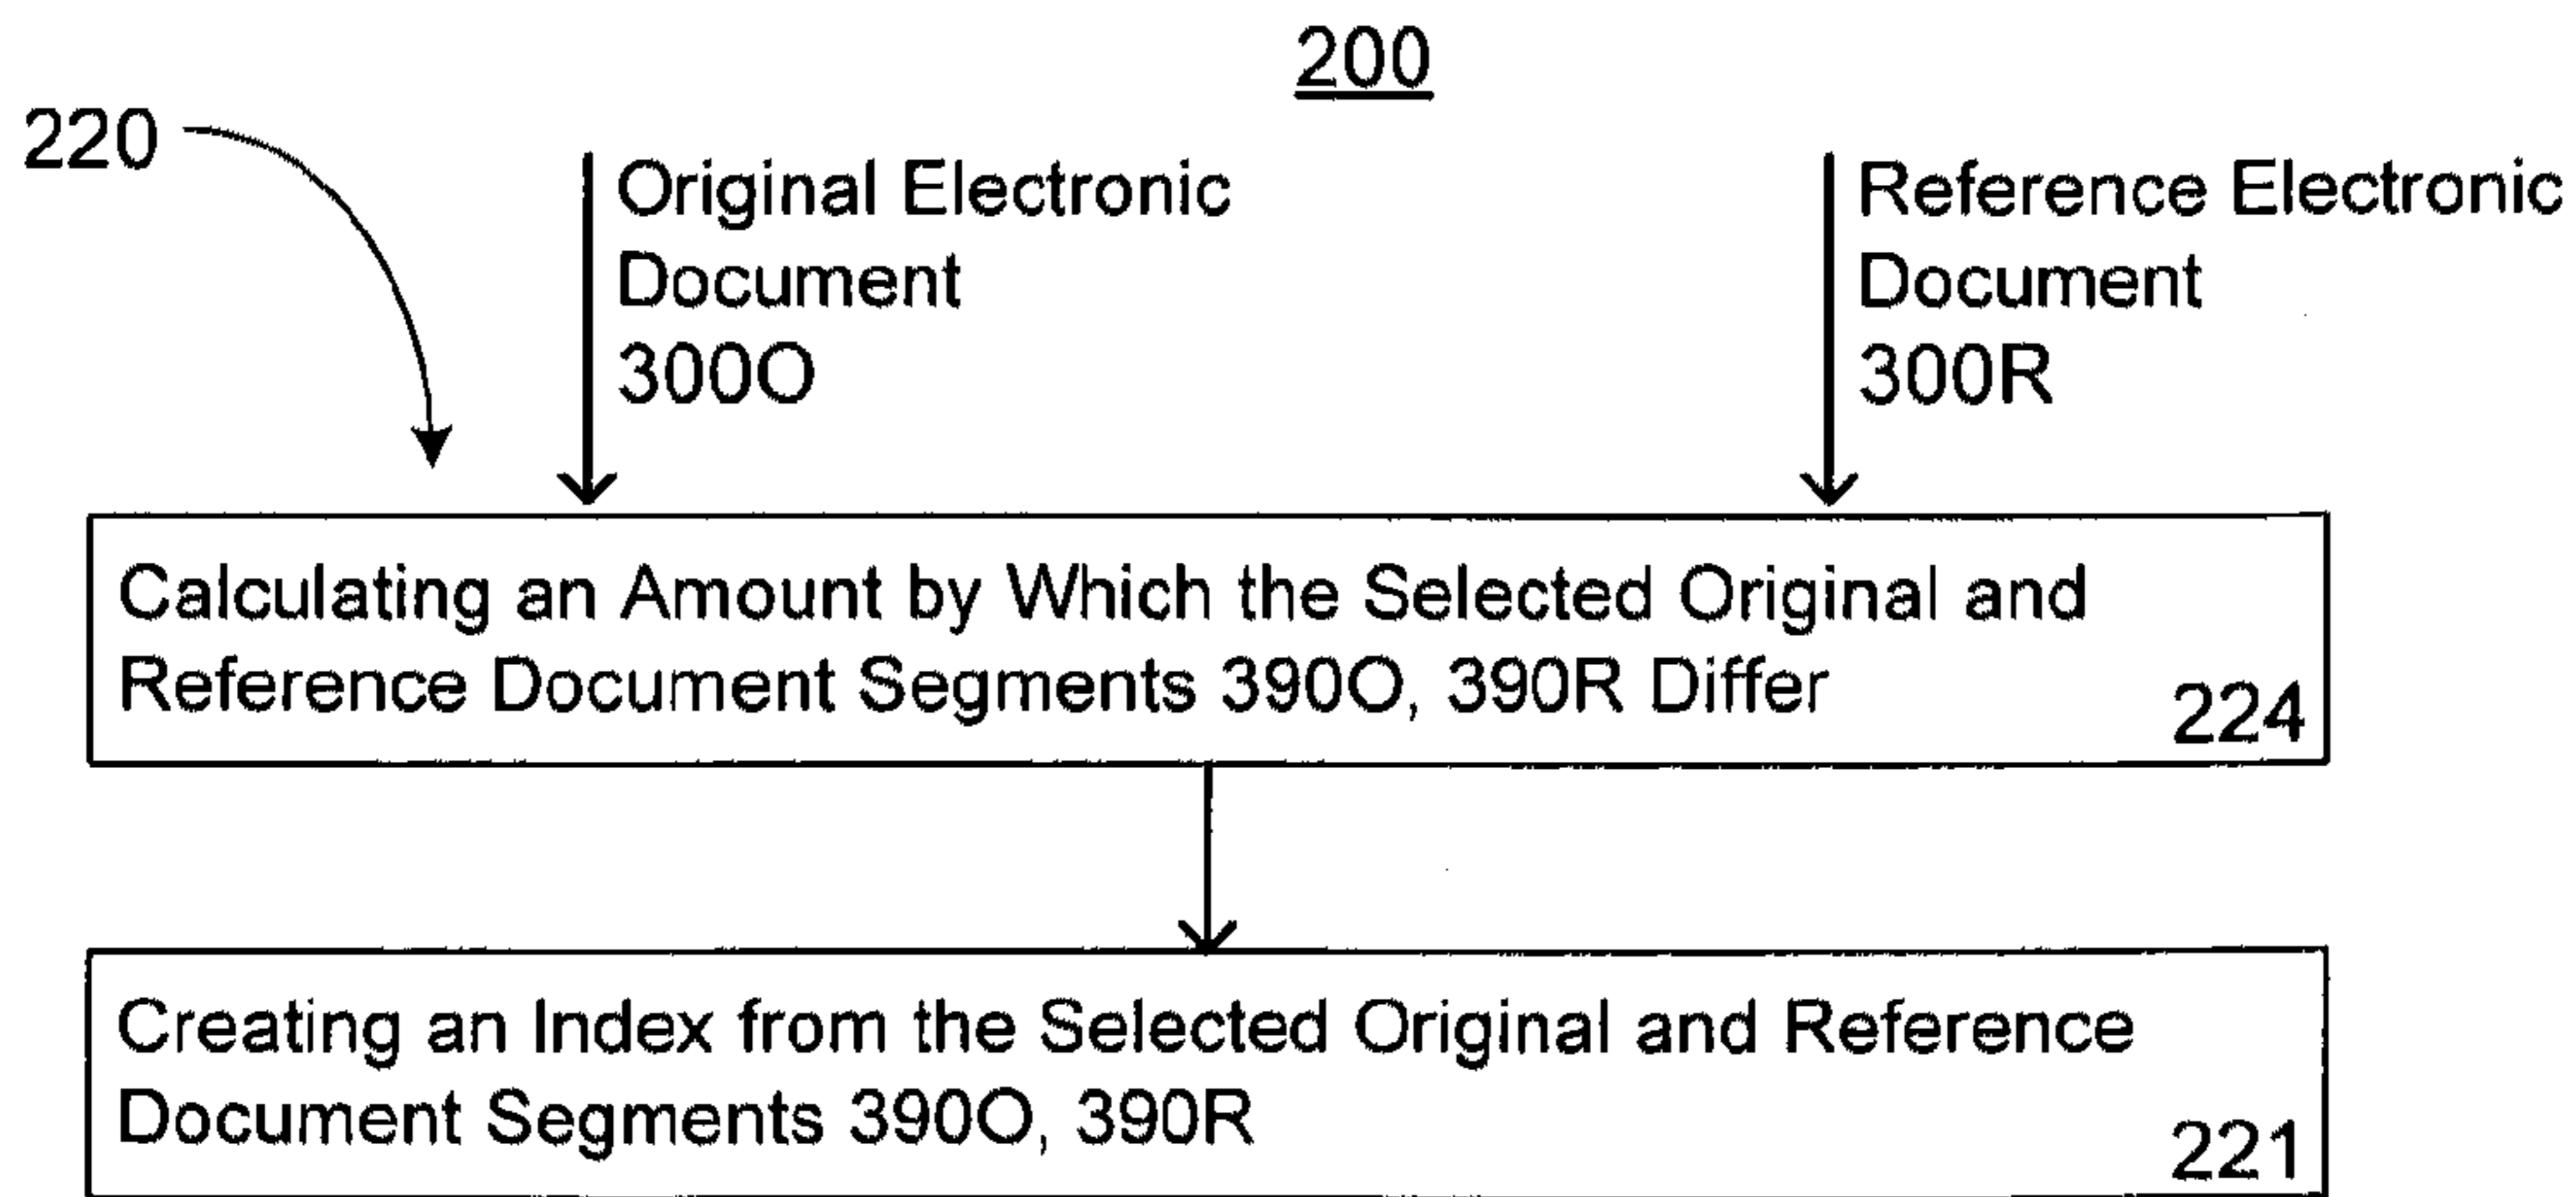 200
220
Original Electronic
Document
300O
Reference Electronic
Document
300R
Calculating an Amount by Which the Selected Original and
Reference Document Segments 390O, 390R Differ
224
Creating an Index from the Selected Original and Reference
Document Segments 390O, 390R
221